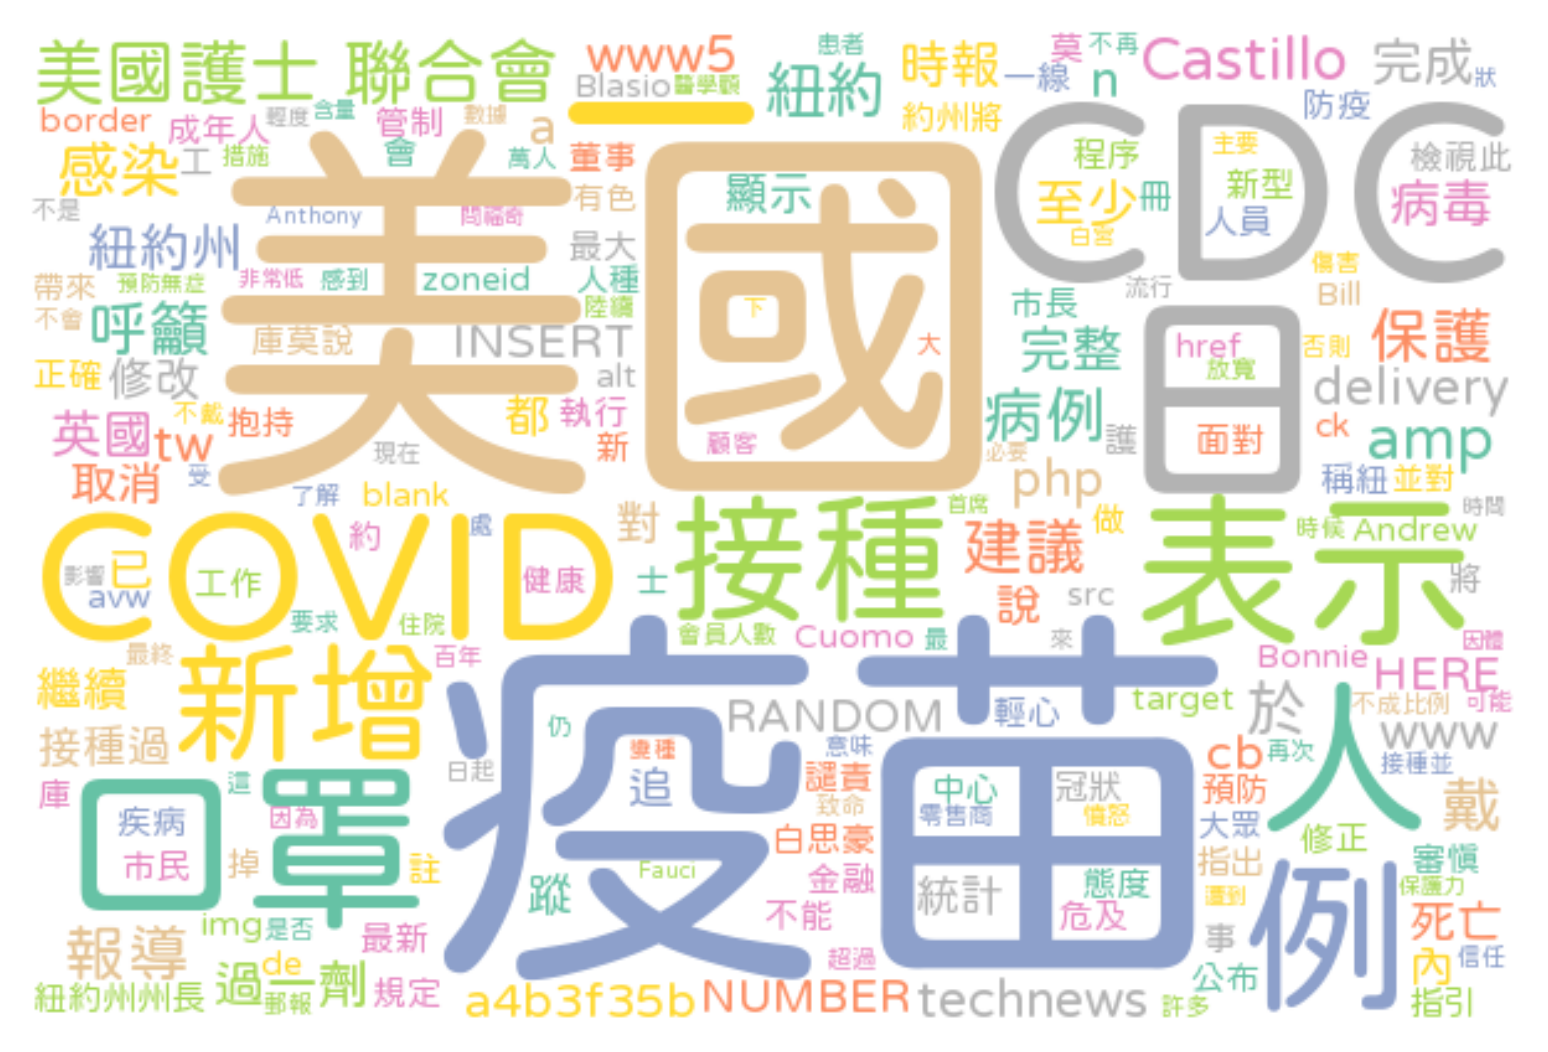 美國護士 聯合會
www5
患者
時報
莫
不再
Castillo
完成
Blasio
醫學顧
紐約
一線
n
狀
border
成年人
輕度
含量
管制
數據
a
一
約州將
防疫
CDC
感染
工
措施
會
萬人
董事
程序
主要
檢視此
美國
顯示
有色
至少
冊
新型
病毒
不是
Anthony
問福奇
人員
白宮
紐約州
最大
傷害
帶來
預防無症
非常低
感到
zoneid
人種
流行
Bill
不會
呼籲
陸續
下
市長
日
庫莫說
INSERT
大
完整
href
否則
保護
正確
修改
alt
放寬
delivery
英國
tw
不戴
抱持
都
執行
病例
護
ck
amp
新
顧客
面對
現在
必要
取消
受
了解
blank
php
稱紐
並對
COVID
約
處
對
接種
首席
做
表示
時候
Andrew
時間
影響
已
avw
工作
健康
士
建議
說
src
將
要求
住院
會員人數
Cuomo
最
來
Bonnie
因體
最終
百年
HERE
繼續
新增
疫苗
RANDOM
輕心
target
於
人
不成比例
可能
接種過
仍
變種
意味
www
cb
再次
接種並
日起
追
譴責
中心
冠狀
庫
口罩
這
疾病
因為
致命
零售商
憤怒
預防
戴
大眾
市民
掉
註
白思豪
修正
Fauci
指出
審慎
蹤
金融
統計
態度
保護力
遭到
例
img
是否
最新
不能
危及
事
死亡
報導
超過
內
信任
過一劑
de
公布
紐約州州長
郵報
規定
a4b3f35b
NUMBER
technews
許多
指引